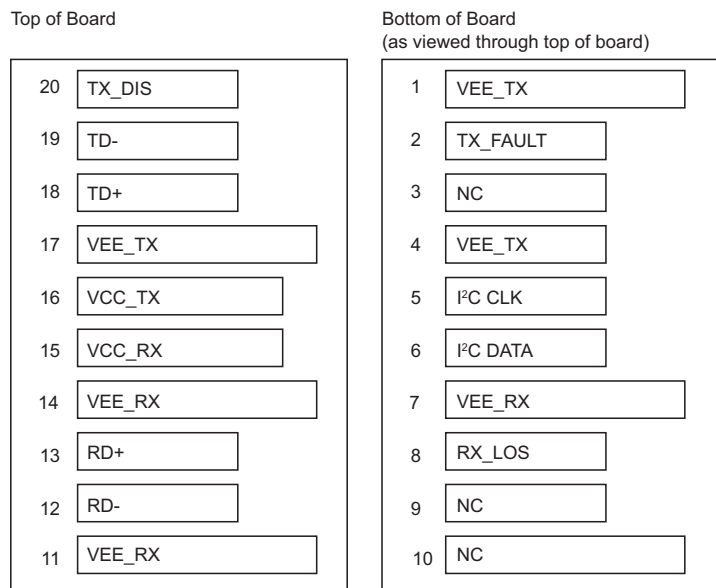 Top of Board
20 TX_DIS
19 TD-
18 TD+
17 VEE_TX
16 VCC_TX
15 VCC_RX
14 VEE_RX
13 RD+
12 RD-
11 VEE_RX
Bottom of Board
(as viewed through top of board)
1 VEE_TX
2 TX_FAULT
3 NC
4 VEE_TX
5 I²C CLK
6 I²C DATA
7 VEE_RX
8 RX_LOS
9 NC
10 NC